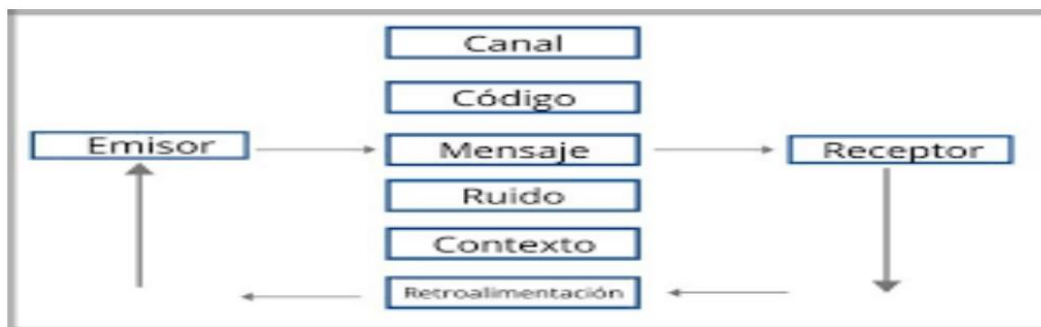 Canal
Código
Emisor
Mensaje
Receptor
Ruido
Contexto
Retroalimentación